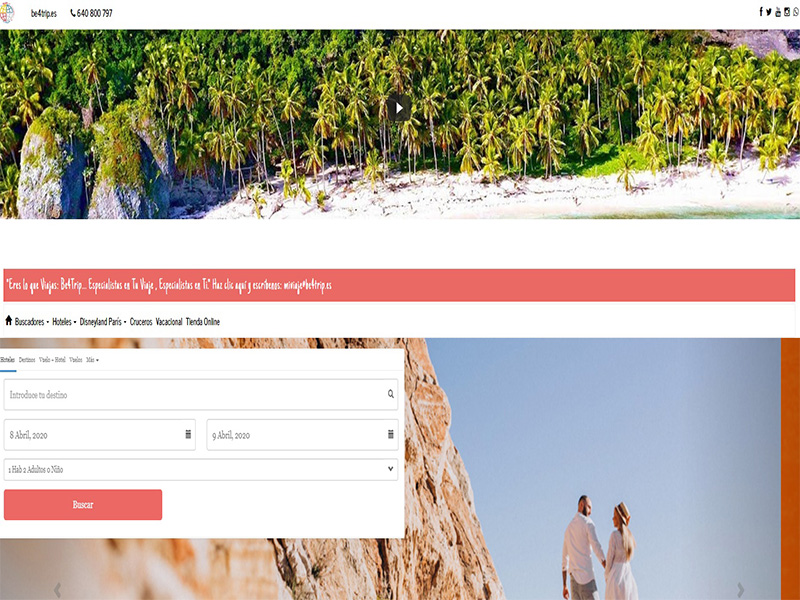 be4trip.es 640 800 797
"Eres lo que Viajas: Be4Trip... Especialistas en Tu Viaje , Especialistas en Ti." Haz clic aquí y escríbenos: miviaje@be4trip.es
Buscadores Hoteles Disneyland París Cruceros Vacacional Tienda Online
Hoteles Destinos Vuelo + Hotel Vuelos Más
Introduce tu destino
8 Abril, 2020 9 Abril, 2020
1 Hab 2 Adultos 0 Niño
Buscar